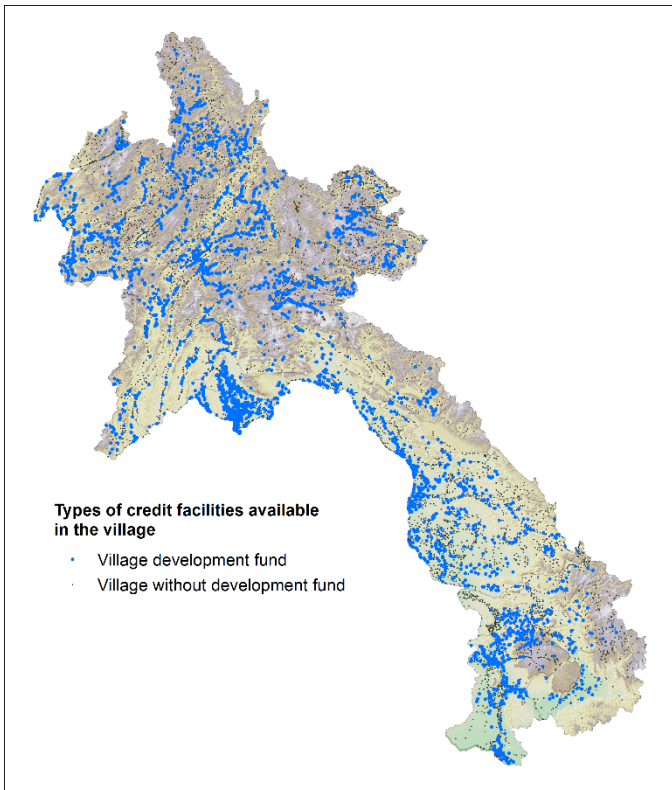 Types of credit facilities available
in the village
Village development fund
Village without development fund